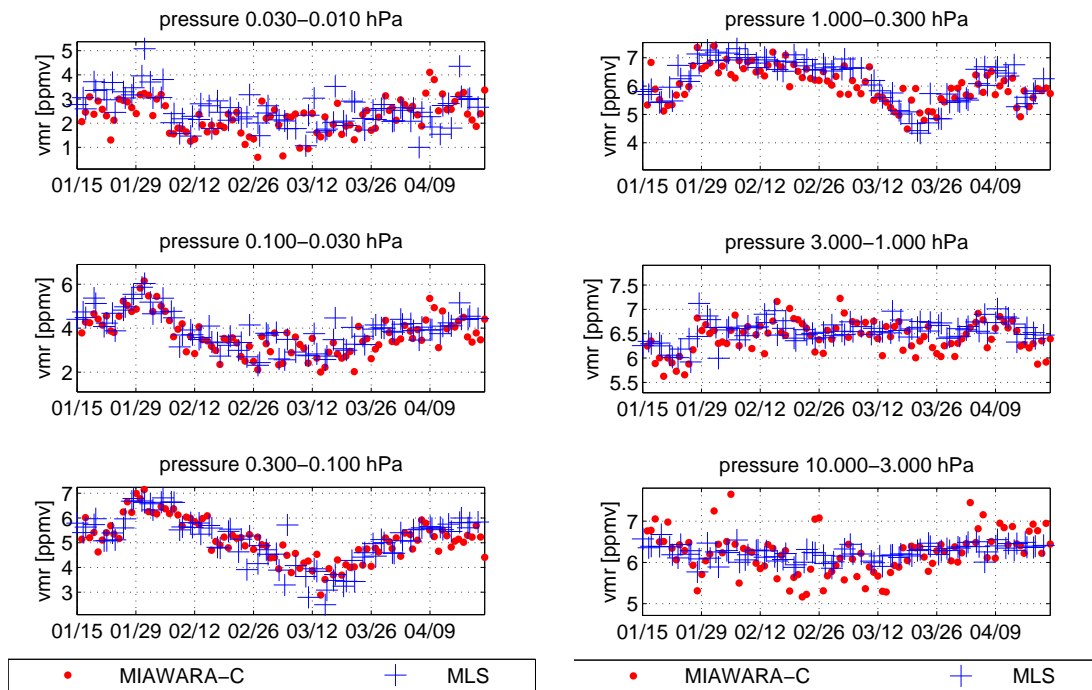 pressure 0.030−0.010 hPa
vmr [ppmv]
5
4
3
2
1
01/15 01/29 02/12 02/26 03/12 03/26 04/09
pressure 1.000−0.300 hPa
vmr [ppmv]
7
6
5
4
01/15 01/29 02/12 02/26 03/12 03/26 04/09
pressure 0.100−0.030 hPa
vmr [ppmv]
6
4
2
01/15 01/29 02/12 02/26 03/12 03/26 04/09
pressure 3.000−1.000 hPa
vmr [ppmv]
7.5
7
6.5
6
5.5
01/15 01/29 02/12 02/26 03/12 03/26 04/09
pressure 0.300−0.100 hPa
vmr [ppmv]
7
6
5
4
3
01/15 01/29 02/12 02/26 03/12 03/26 04/09
pressure 10.000−3.000 hPa
vmr [ppmv]
7
6
5
01/15 01/29 02/12 02/26 03/12 03/26 04/09
MIAWARA−C MLS
MIAWARA−C MLS